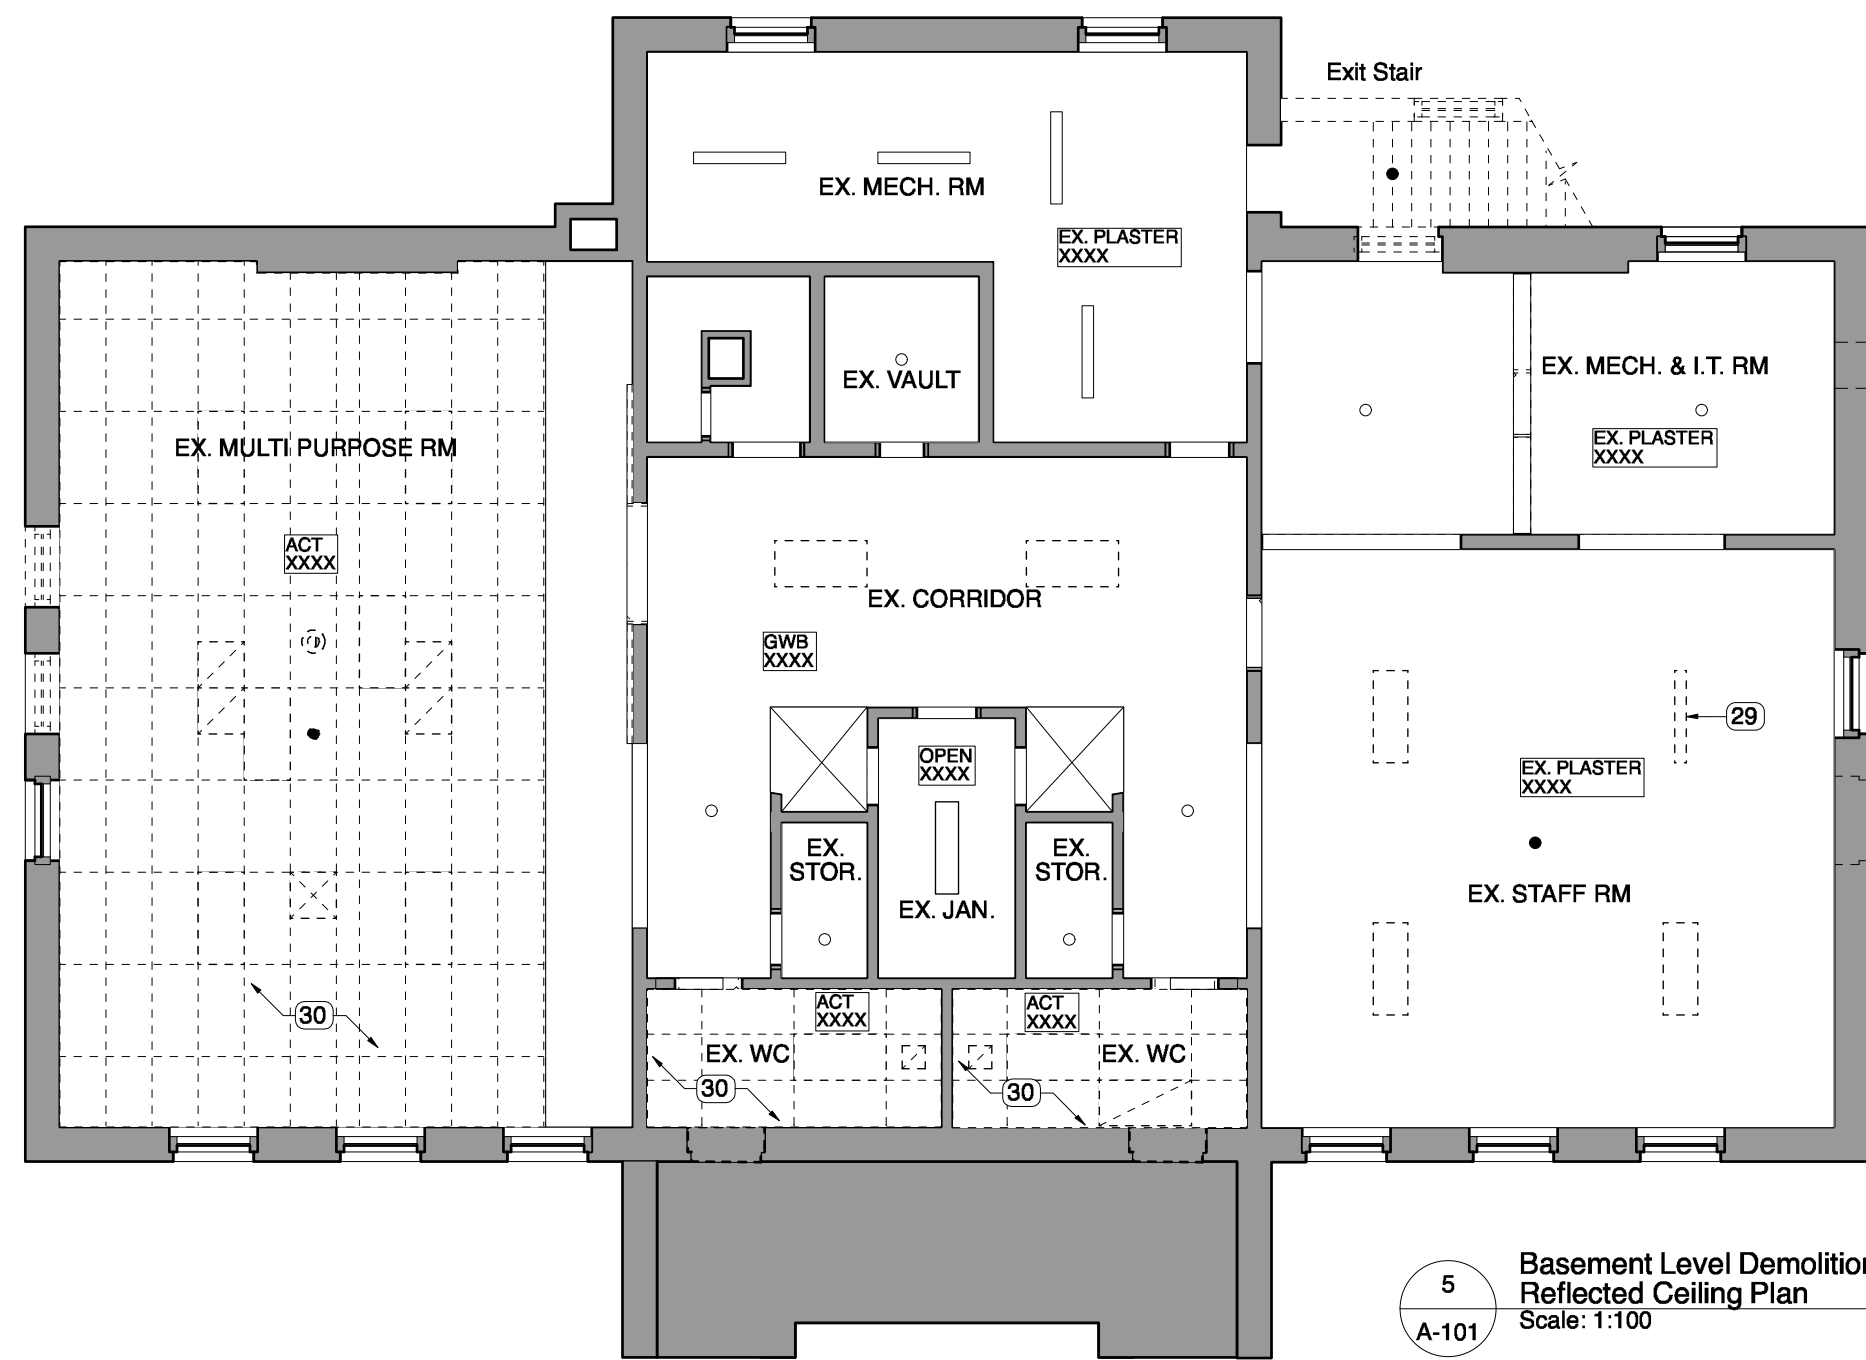 Exit Stair
EX. MECH. RM
EX. PLASTER
XXXX
EX. VAULT
EX. MECH. & I.T. RM
EX. PLASTER
XXXX
EX. MULTI PURPOSE RM
ACT
XXXX
EX. CORRIDOR
GWB
XXXX
29
OPEN
XXXX
EX. PLASTER
XXXX
EX.
STOR.
EX.
STOR.
EX. JAN.
EX. STAFF RM
30
ACT
XXXX
ACT
XXXX
EX. WC
EX. WC
30
30
5
A-101
Basement Level Demolition
Reflected Ceiling Plan
Scale: 1:100